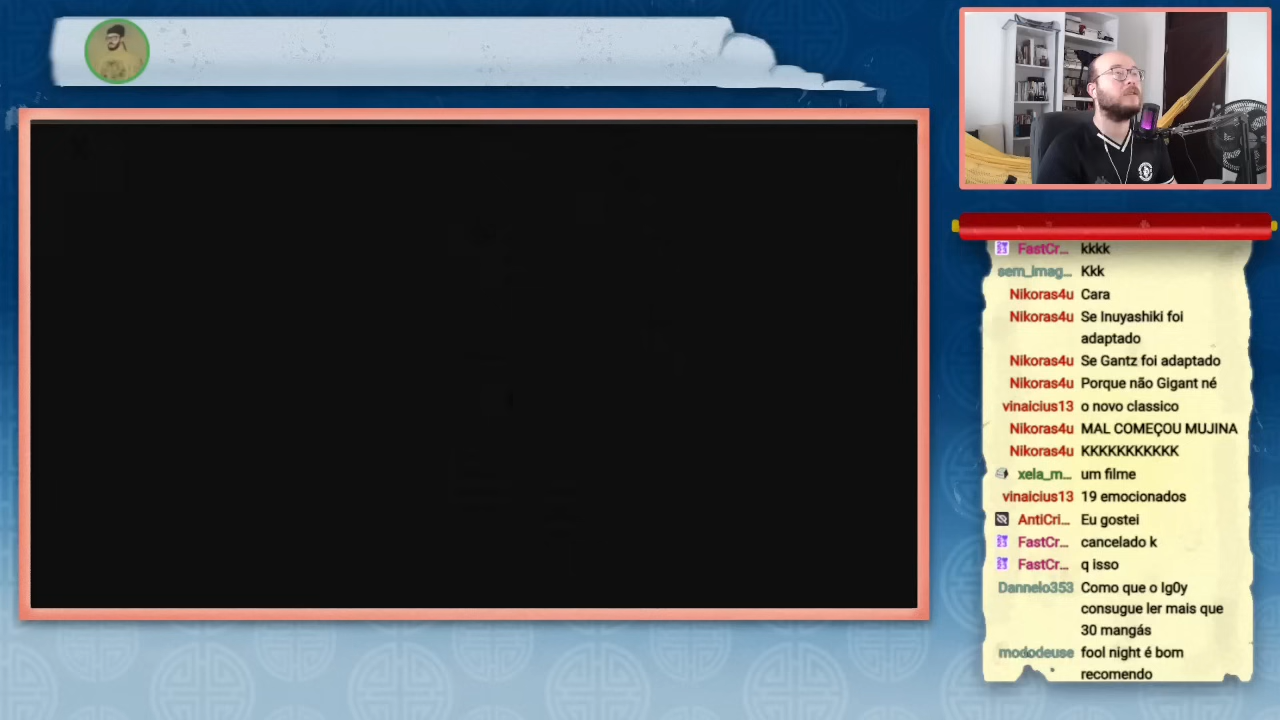 FastCr... kkkk
sem_imag... Kkk
Nikoras4u Cara
Nikoras4u Se Inuyashiki foi
adaptado
Nikoras4u Se Gantz foi adaptado
Nikoras4u Porque não Gigant né
vinaicius13 o novo classico
Nikoras4u MAL COMEÇOU MUJINA
Nikoras4u KKKKKKKKKKK
xela_m... um filme
vinaicius13 19 emocionados
AntiCri... Eu gostei
FastCr... cancelado k
FastCr... q isso
Dannelo353 Como que o Ig0y
consugue ler mais que
30 mangás
mododeuse fool night é bom
recomendo